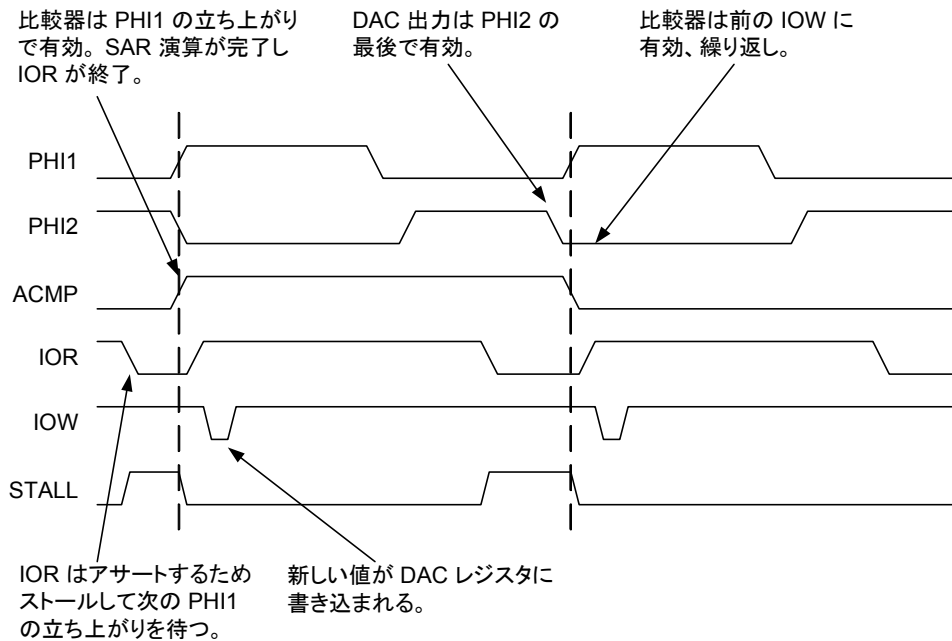 比較器は PHI1 の立ち上がり
で有効。 SAR 演算が完了し
IOR が終了。
DAC 出力は PHI2 の
最後で有効。
比較器は前の IOW に
有効、繰り返し。
PHI1
PHI2
ACMP
IOR
IOW
STALL
IOR はアサートするため
ストールして次の PHI1
の立ち上がりを待つ。
新しい値が DAC レジスタに
書き込まれる。